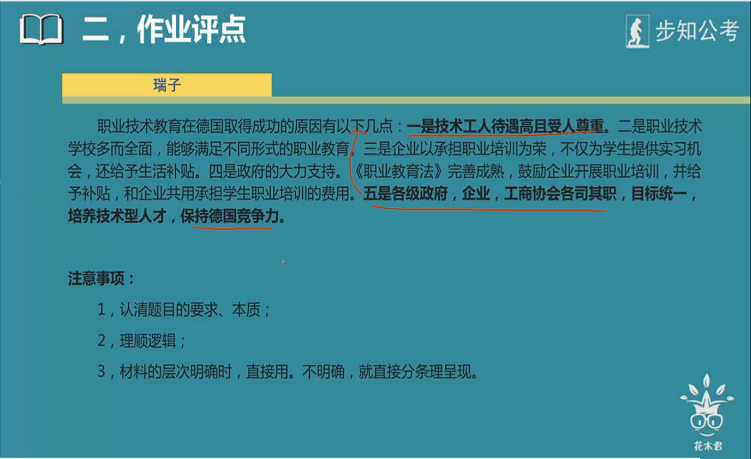 二，作业评点
步知公考
瑞子
职业技术教育在德国取得成功的原因有以下几点：一是技术工人待遇高且受人尊重。二是职业技术
学校多而全面，能够满足不同形式的职业教育。三是企业以承担职业培训为荣，不仅为学生提供实习机
会，还给予生活补贴。四是政府的大力支持。《职业教育法》完善成熟，鼓励企业开展职业培训，并给
予补贴，和企业共用承担学生职业培训的费用。五是各级政府，企业，工商协会各司其职，目标统一，
培养技术型人才，保持德国竞争力。
注意事项：
1，认清题目的要求、本质；
2，理顺逻辑；
3，材料的层次明确时，直接用。不明确，就直接分条理呈现。
花木君